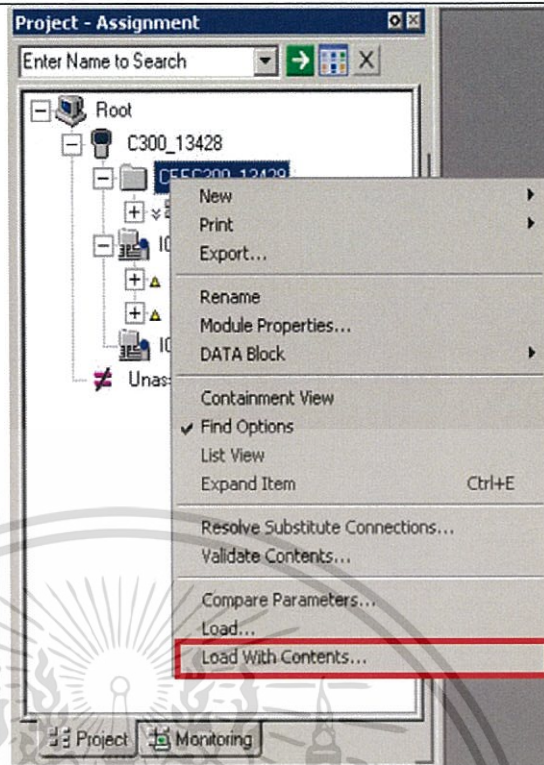 Project - Assignment
Enter Name to Search
Root
C300_13428
New
Print
Export...
Rename
Module Properties...
DATA Block
Containment View
Find Options
List View
Expand Item Ctrl+E
Resolve Substitute Connections...
Validate Contents...
Compare Parameters...
Load...
Load With Contents...
Project Monitoring